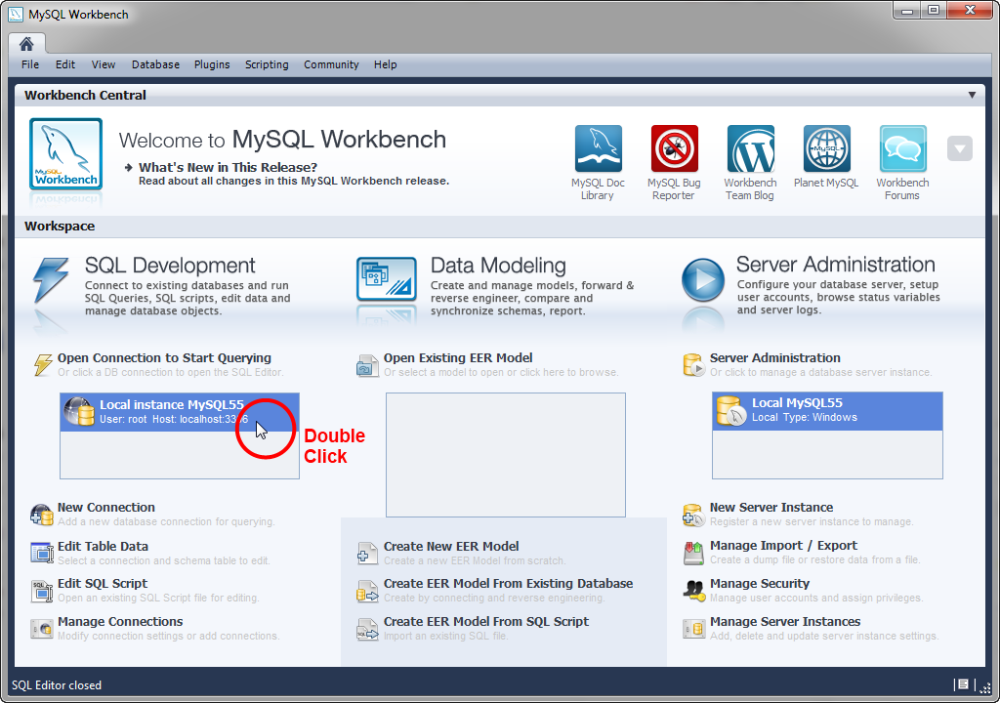 MySQL Workbench
File Edit View Database Plugins Scripting Community Help
Workbench Central
MySQL
Workbench
Welcome to MySQL Workbench
What's New in This Release?
Read about all changes in this MySQL Workbench release.
MySQL Doc
Library
MySQL Bug
Reporter
Workbench
Team Blog
MySQL
Planet MySQL
Workbench
Forums
Workspace
SQL Development
Connect to existing databases and run
SQL Queries, SQL scripts, edit data and
manage database objects.
Open Connection to Start Querying
Or click a DB connection to open the SQL Editor.
Local instance MySQL55
User: root Host: localhost:3306
Double
Click
New Connection
Add a new database connection for querying.
Edit Table Data
Select a connection and schema table to edit.
SQL
Edit SQL Script
Open an existing SQL Script file for editing.
Manage Connections
Modify connection settings or add connections.
Data Modeling
Create and manage models, forward &
reverse engineer, compare and
synchronize schemas, report.
Open Existing EER Model
Or select a model to open or click here to browse.
Create New EER Model
Create a new EER Model from scratch.
Create EER Model From Existing Database
Create by connecting and reverse engineering.
SQL
Create EER Model From SQL Script
Import an existing SQL file.
Server Administration
Configure your database server, setup
user accounts, browse status variables
and server logs.
Server Administration
Or click to manage a database server instance.
Local MySQL55
Local Type: Windows
New Server Instance
Register a new server instance to manage.
Manage Import / Export
Create a dump file or restore data from a file.
Manage Security
Manage user accounts and assign privileges.
Manage Server Instances
Add, delete and update server instance settings.
SQL Editor closed